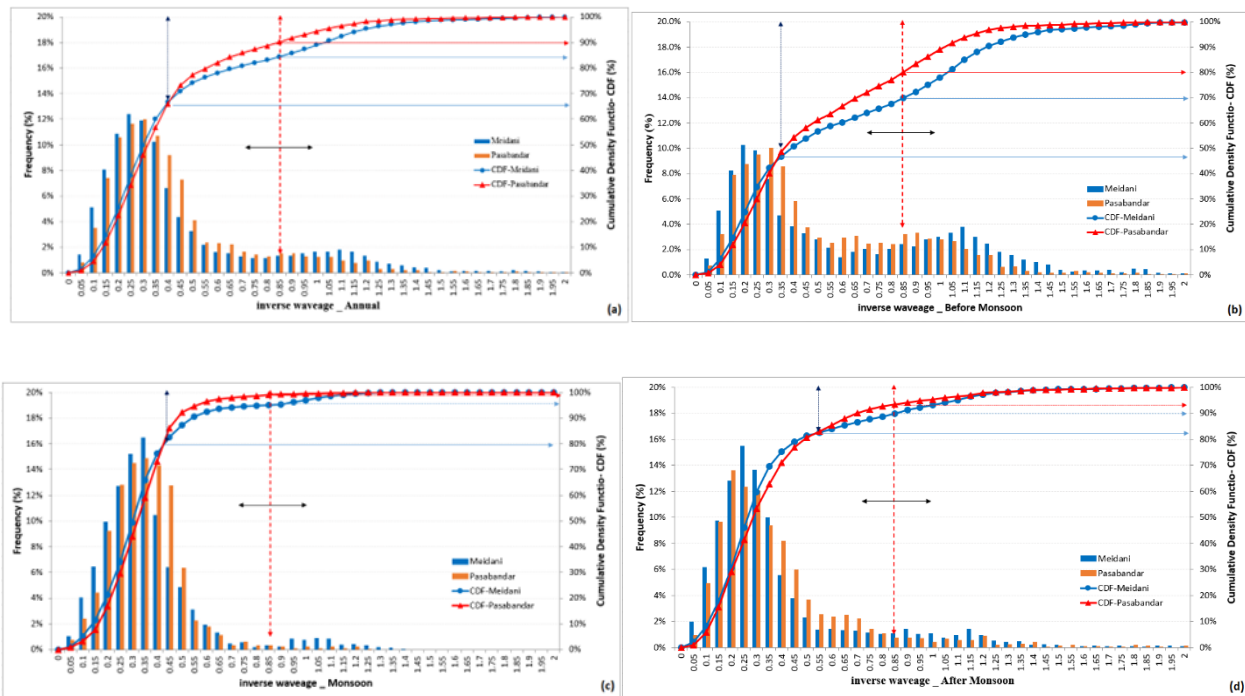 20%
18%
16%
14%
12%
10%
8%
6%
4%
2%
0%
Frequency (%)
100%
90%
80%
70%
60%
50%
40%
30%
20%
10%
0%
Cumulative Density Functio- CDF (%)
Meidani
Pasabandar
CDF-Meidani
CDF-Pasabandar
0 0.05 0.1 0.15 0.2 0.25 0.3 0.35 0.4 0.45 0.5 0.55 0.6 0.65 0.7 0.75 0.8 0.85 0.9 0.95 1 1.05 1.1 1.15 1.2 1.25 1.3 1.35 1.4 1.45 1.5 1.55 1.6 1.65 1.7 1.75 1.8 1.85 1.9 1.95 2
inverse waveage _ Annual
(a)
20.0%
18.0%
16.0%
14.0%
12.0%
10.0%
8.0%
6.0%
4.0%
2.0%
0.0%
Frequency (%)
100%
90%
80%
70%
60%
50%
40%
30%
20%
10%
0%
Cumulative Density Functio- CDF (%)
Meidani
Pasabandar
CDF-Meidani
CDF-Pasabandar
0 0.05 0.1 0.15 0.2 0.25 0.3 0.35 0.4 0.45 0.5 0.55 0.6 0.65 0.7 0.75 0.8 0.85 0.9 0.95 1 1.05 1.1 1.15 1.2 1.25 1.3 1.35 1.4 1.45 1.5 1.55 1.6 1.65 1.7 1.75 1.8 1.85 1.9 1.95 2
inverse waveage _ Before Monsoon
(b)
20%
18%
16%
14%
12%
10%
8%
6%
4%
2%
0%
Frequency (%)
100%
90%
80%
70%
60%
50%
40%
30%
20%
10%
0%
Cumulative Density Functio- CDF (%)
Meidani
Pasabandar
CDF-Meidani
CDF-Pasabandar
0 0.05 0.1 0.15 0.2 0.25 0.3 0.35 0.4 0.45 0.5 0.55 0.6 0.65 0.7 0.75 0.8 0.85 0.9 0.95 1 1.05 1.1 1.15 1.2 1.25 1.3 1.35 1.4 1.45 1.5 1.55 1.6 1.65 1.7 1.75 1.8 1.85 1.9 1.95 2
inverse waveage _ Monsoon
(c)
20%
18%
16%
14%
12%
10%
8%
6%
4%
2%
0%
Frequency (%)
100%
90%
80%
70%
60%
50%
40%
30%
20%
10%
0%
Cumulative Density Functio- CDF (%)
Meidani
Pasabandar
CDF-Meidani
CDF-Pasabandar
0 0.05 0.1 0.15 0.2 0.25 0.3 0.35 0.4 0.45 0.5 0.55 0.6 0.65 0.7 0.75 0.8 0.85 0.9 0.95 1 1.05 1.1 1.15 1.2 1.25 1.3 1.35 1.4 1.45 1.5 1.55 1.6 1.65 1.7 1.75 1.8 1.85 1.9 1.95 2
inverse waveage _ After Monsoon
(d)